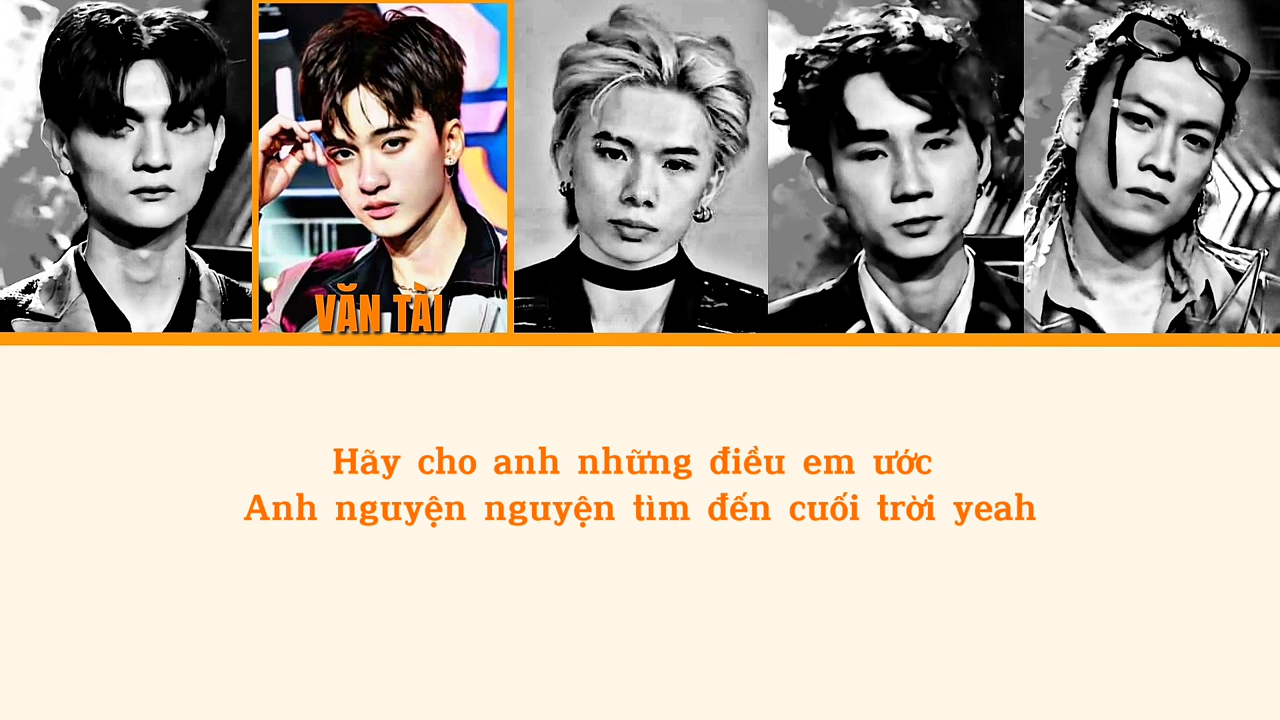 VĂN TÀI
Hãy cho anh những điều em ước
Anh nguyện nguyện tìm đến cuối trời yeah